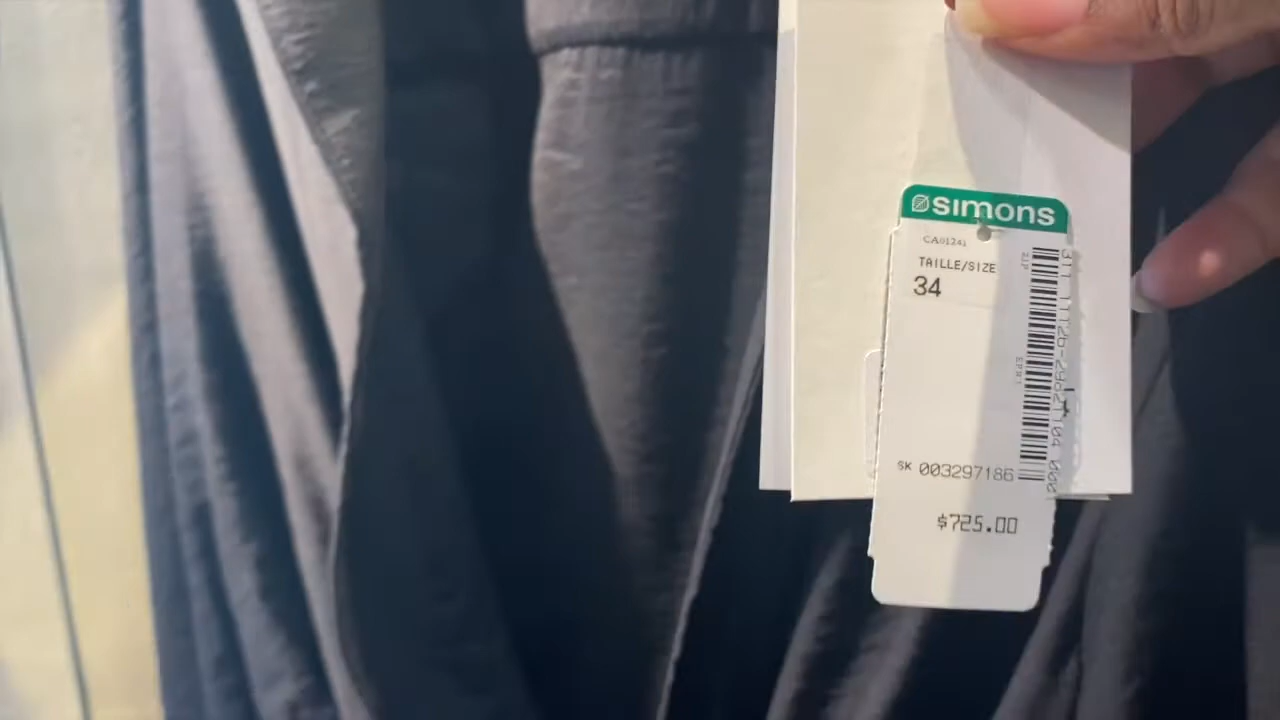 simons
CA01241
TAILLE/SIZE
34
SK 003297186
$725.00